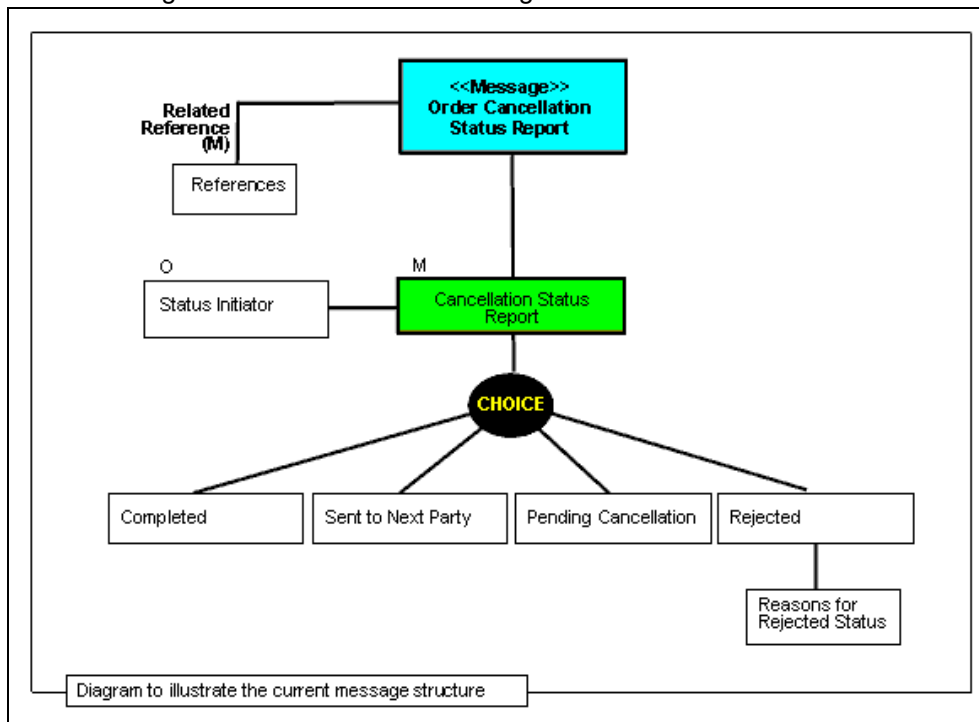 <<Message>>
Order Cancellation
Status Report
Related
Reference
(M)
References
O
M
Status Initiator
Cancellation Status
Report
CHOICE
Completed
Sent to Next Party
Pending Cancellation
Rejected
Reasons for
Rejected Status
Diagram to illustrate the current message structure